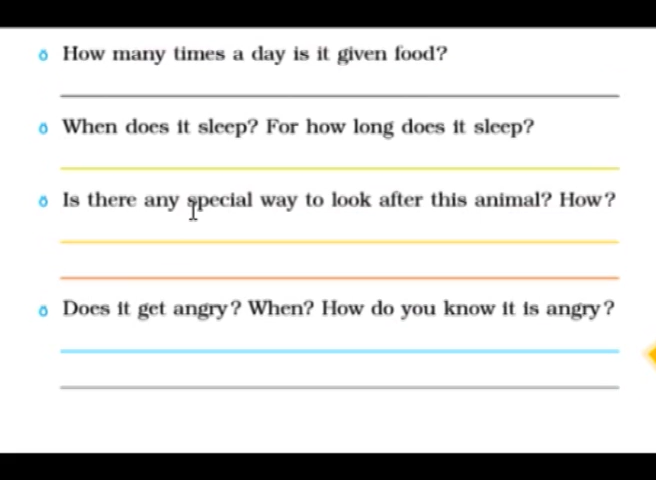 How many times a day is it given food?
When does it sleep? For how long does it sleep?
Is there any special way to look after this animal? How?
Does it get angry? When? How do you know it is angry?